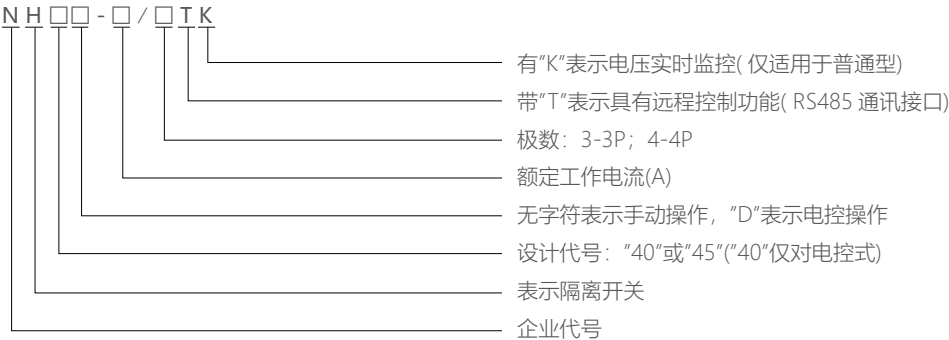 NH□□-□/□TK
有"K"表示电压实时监控( 仅适用于普通型)
带"T"表示具有远程控制功能( RS485 通讯接口)
极数：3-3P；4-4P
额定工作电流(A)
无字符表示手动操作，"D"表示电控操作
设计代号："40"或"45"("40"仅对电控式)
表示隔离开关
企业代号